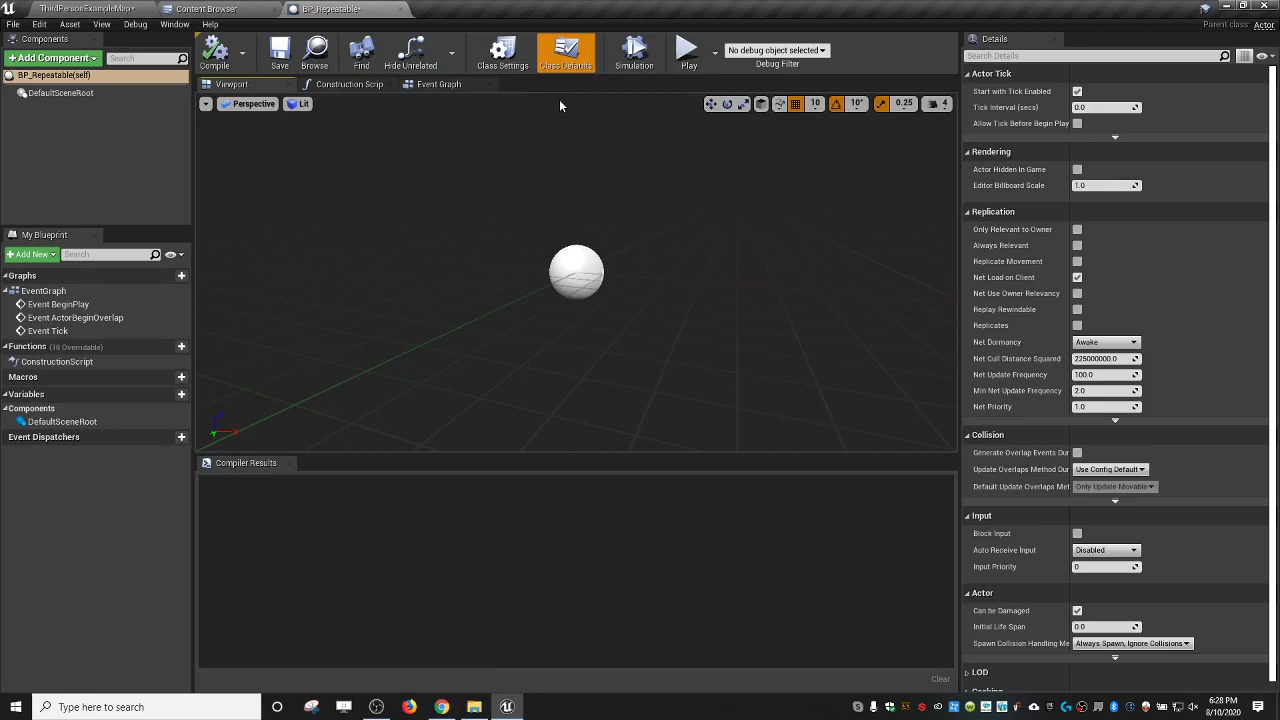 ThirdPersonExampleMap*
Content Browser
BP_Repeatable*
File
Edit
Asset
View
Debug
Window
Help
Parent class: Actor
Components
Add Component
Search
BP_Repeatable(self)
DefaultSceneRoot
Compile
Save
Browse
Find
Hide Unrelated
Class Settings
Class Defaults
Simulation
Play
No debug object selected
Debug Filter
Viewport
Construction Scrip
Event Graph
Perspective
Lit
10
10°
0.25
4
My Blueprint
Add New
Search
Graphs
EventGraph
Event BeginPlay
Event ActorBeginOverlap
Event Tick
Functions (18 Overridable)
ConstructionScript
Macros
Variables
Components
DefaultSceneRoot
Event Dispatchers
Compiler Results
Clear
Details
Search Details
Actor Tick
Start with Tick Enabled
Tick Interval (secs)
0.0
Allow Tick Before Begin Play
Rendering
Actor Hidden In Game
Editor Billboard Scale
1.0
Replication
Only Relevant to Owner
Always Relevant
Replicate Movement
Net Load on Client
Net Use Owner Relevancy
Replay Rewindable
Replicates
Net Dormancy
Awake
Net Cull Distance Squared
225000000.0
Net Update Frequency
100.0
Min Net Update Frequency
2.0
Net Priority
1.0
Collision
Generate Overlap Events Dur
Update Overlaps Method Dur
Use Config Default
Default Update Overlaps Met
Only Update Movable
Input
Block Input
Auto Receive Input
Disabled
Input Priority
0
Actor
Can be Damaged
Initial Life Span
0.0
Spawn Collision Handling Me
Always Spawn, Ignore Collisions
LOD
Cooking
Type here to search
6:28 PM
8/10/2020